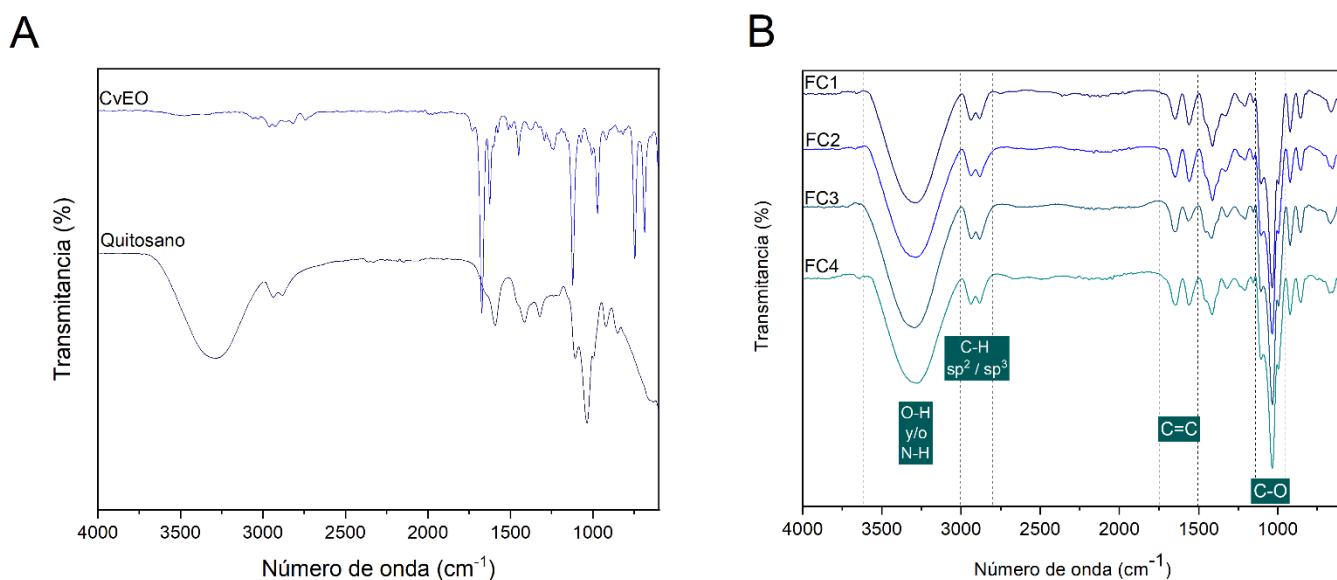 A
CvEO
Quitosano
Transmitancia (%)
4000 3500 3000 2500 2000 1500 1000
Número de onda (cm⁻¹)
B
FC1
FC2
FC3
FC4
C-H
sp² / sp³
O-H
y/o
N-H
C=C
C-O
Transmitancia (%)
4000 3500 3000 2500 2000 1500 1000
Número de onda (cm⁻¹)